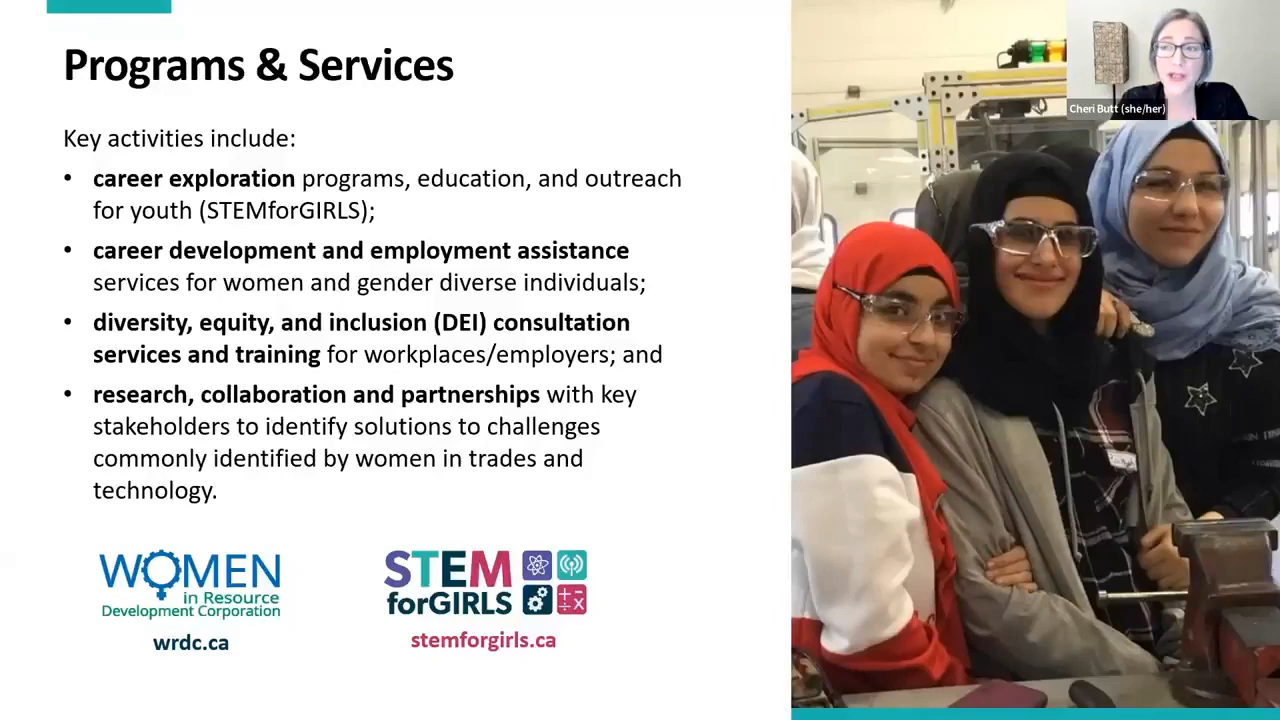 Programs & Services
Cheri Butt (she/her)
Key activities include:
• career exploration programs, education, and outreach
for youth (STEMforGIRLS);
• career development and employment assistance
services for women and gender diverse individuals;
• diversity, equity, and inclusion (DEI) consultation
services and training for workplaces/employers; and
• research, collaboration and partnerships with key
stakeholders to identify solutions to challenges
commonly identified by women in trades and
technology.
WOMEN
in Resource
Development Corporation
wrdc.ca
STEM
forGIRLS
stemforgirls.ca